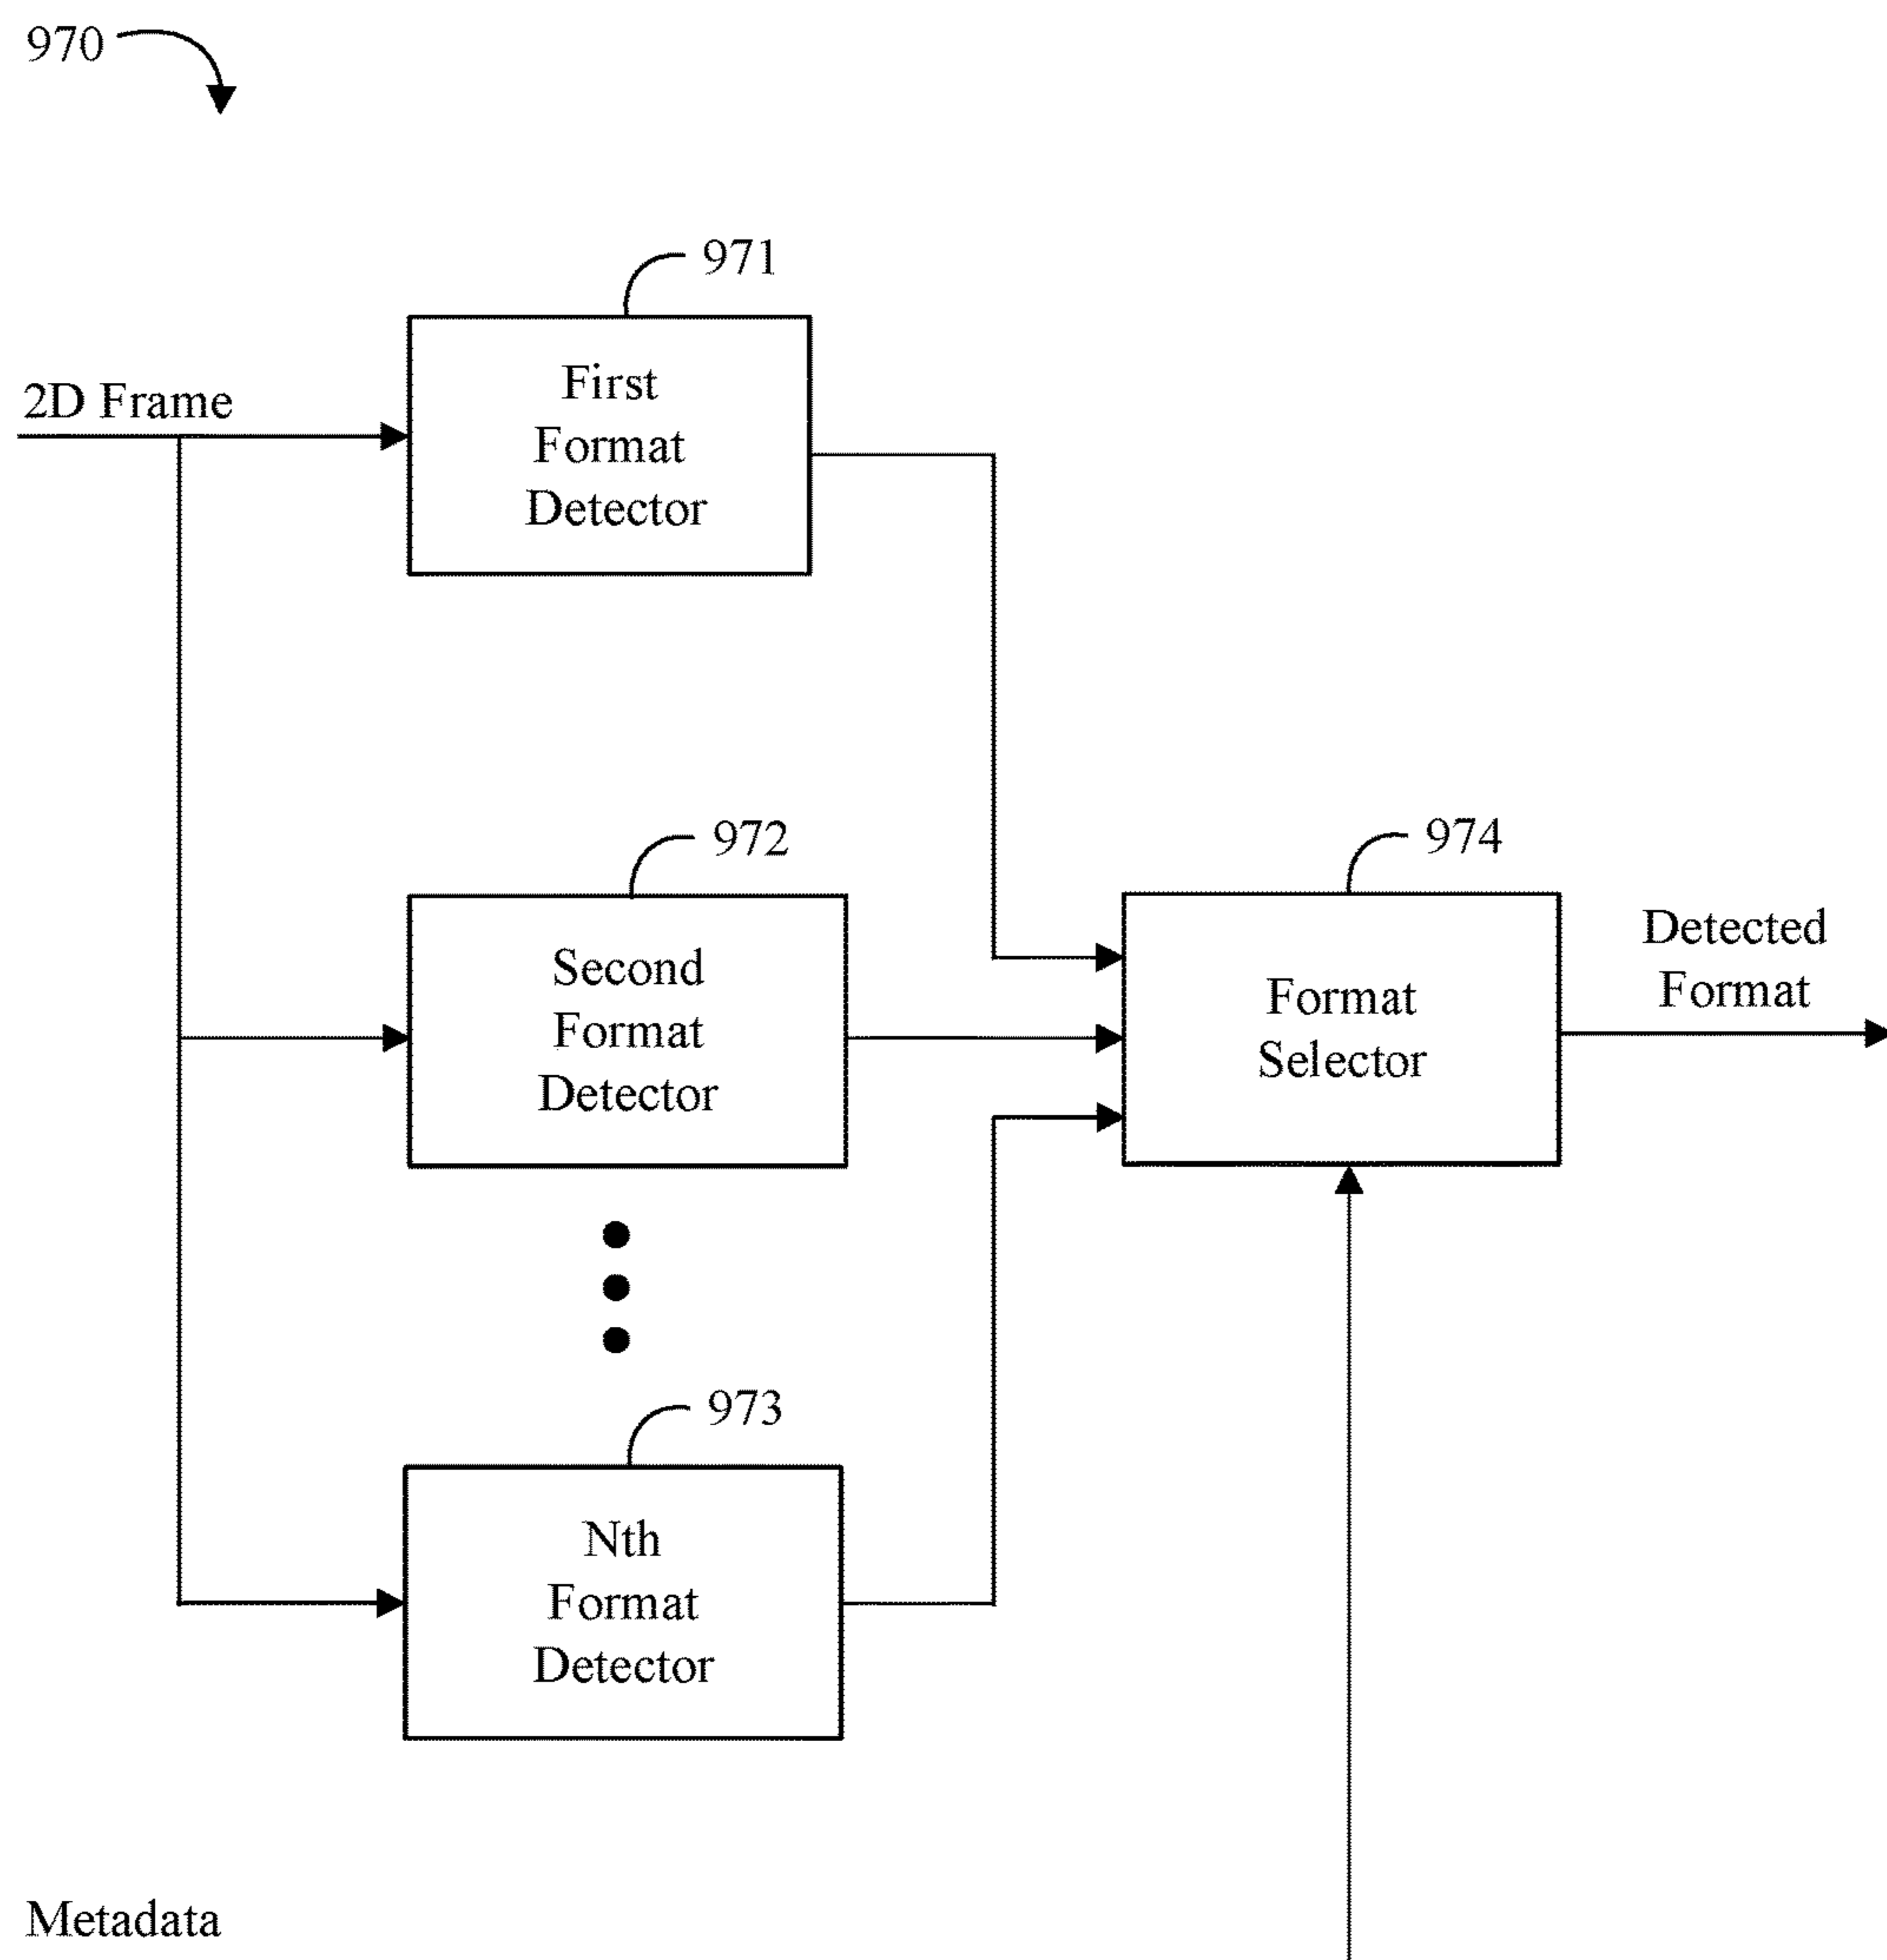 970
971
2D Frame
First
Format
Detector
972
974
Second
Format
Detector
Format
Selector
Detected
Format
973
Nth
Format
Detector
Metadata